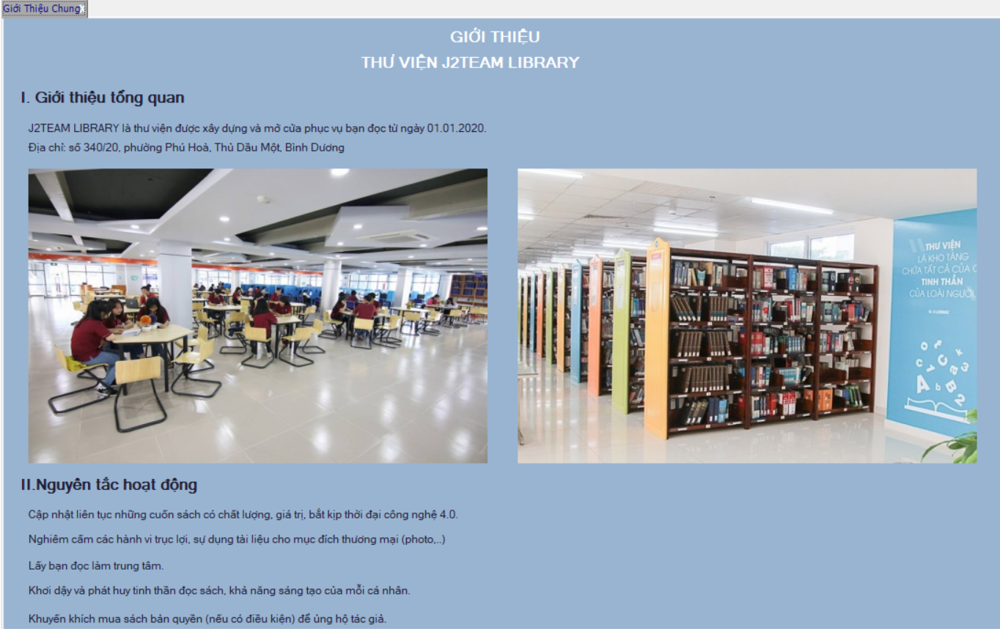 Giới Thiệu Chung
GIỚI THIỆU
THƯ VIỆN J2TEAM LIBRARY
I. Giới thiệu tổng quan
J2TEAM LIBRARY là thư viện được xây dựng và mở cửa phục vụ bạn đọc từ ngày 01.01.2020.
Địa chỉ: số 340/20, phường Phú Hoà, Thủ Dầu Một, Bình Dương
THƯ VIỆN
LÀ KHO TÀNG
CHỨA TẤT CẢ CỦA C
TINH THẦN
CỦA LOÀI NGƯỜI
II.Nguyên tắc hoạt động
Cập nhật liên tục những cuốn sách có chất lượng, giá trị, bắt kịp thời đại công nghệ 4.0.
Nghiêm cấm các hành vi trục lợi, sự dụng tài liệu cho mục đích thương mại (photo,..)
Lấy bạn đọc làm trung tâm.
Khơi dậy và phát huy tinh thần đọc sách, khả năng sáng tạo của mỗi cá nhân.
Khuyến khích mua sách bản quyền (nếu có điều kiện) để ủng hộ tác giả.